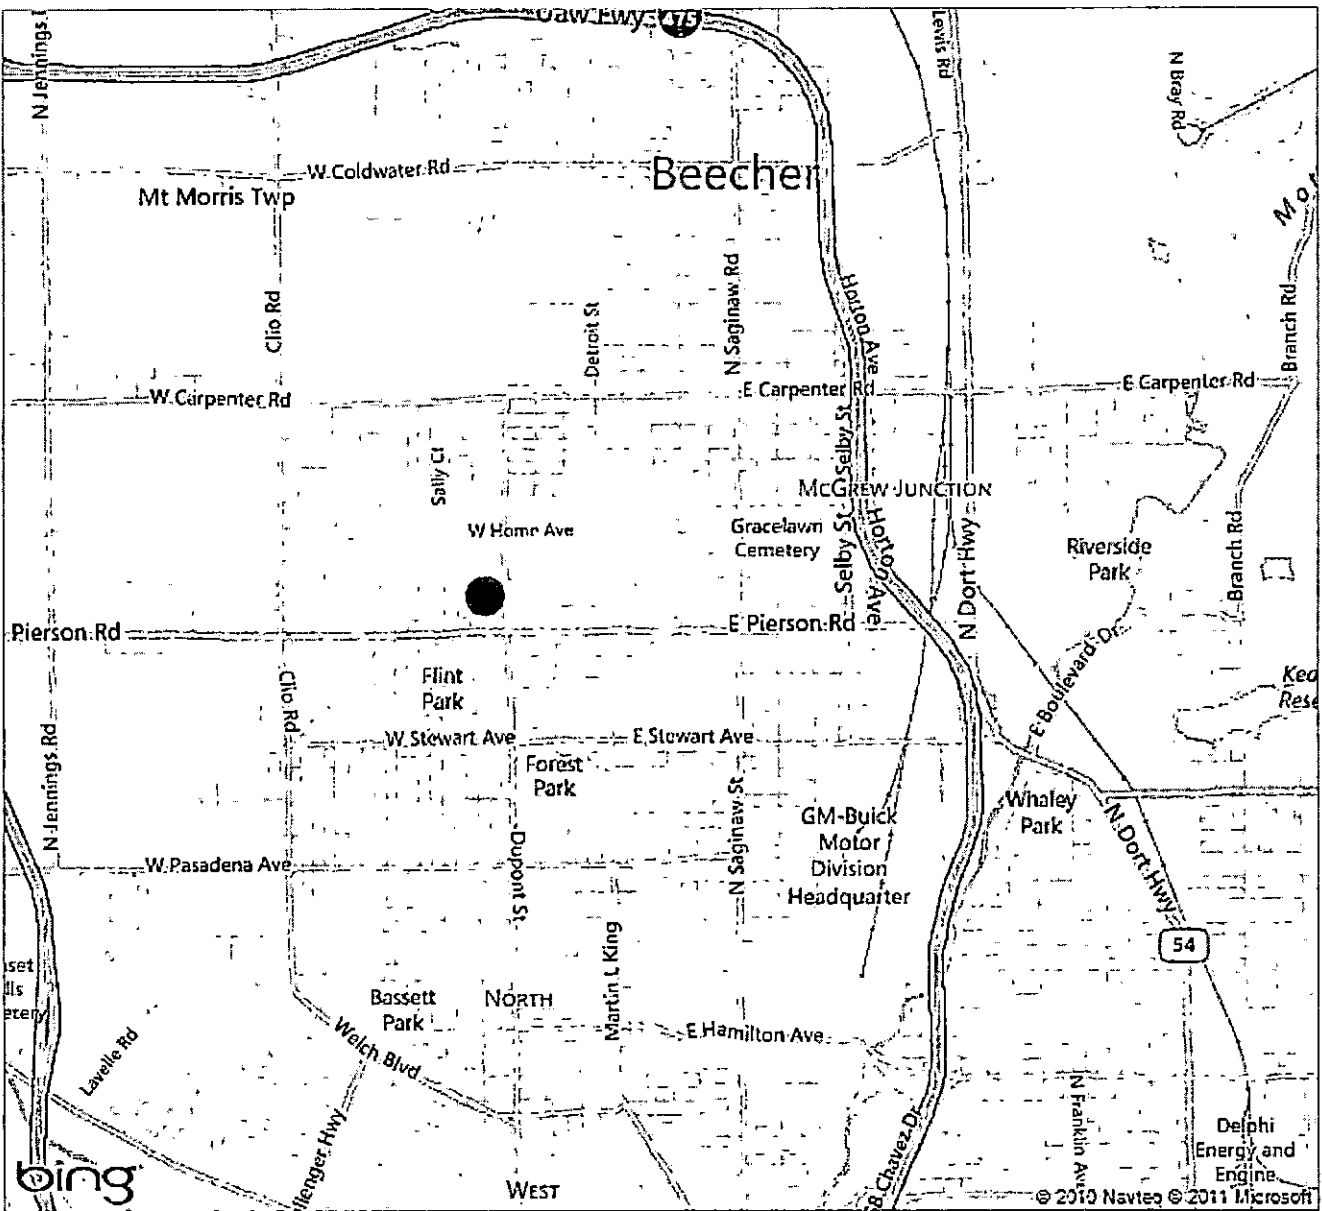 Uaw Fwy
475
N Jennings
Lewis Rd
N Bray Rd
W Coldwater Rd
Beecher
Mt Morris Twp
Clio Rd
Detroit St
N Saginaw Rd
Horton Ave
Branch Rd
W Carpenter Rd
E Carpenter Rd
E Carpenter Rd
Sally Ct
Selby St
McGrew Junction
W Home Ave
Gracelawn
Cemetery
Selby St
Horton Ave
N Dort Hwy
Riverside
Park
Branch Rd
Pierson Rd
E Pierson Rd
Flint
Park
Clio Rd
E Boulevard Dr
N Jennings Rd
W Stewart Ave
E Stewart Ave
Forest
Park
N Saginaw St
GM-Buick
Motor
Division
Headquarter
Whaley
Park
N Dort Hwy
W Pasadena Ave
Dupont St
Martin L King
54
Bassett
Park
North
E Hamilton Ave
Welch Blvd
Lavelle Rd
N Franklin Ave
Delphi
Energy and
Engine
West
bing
© 2010 Navteq © 2011 Microsoft